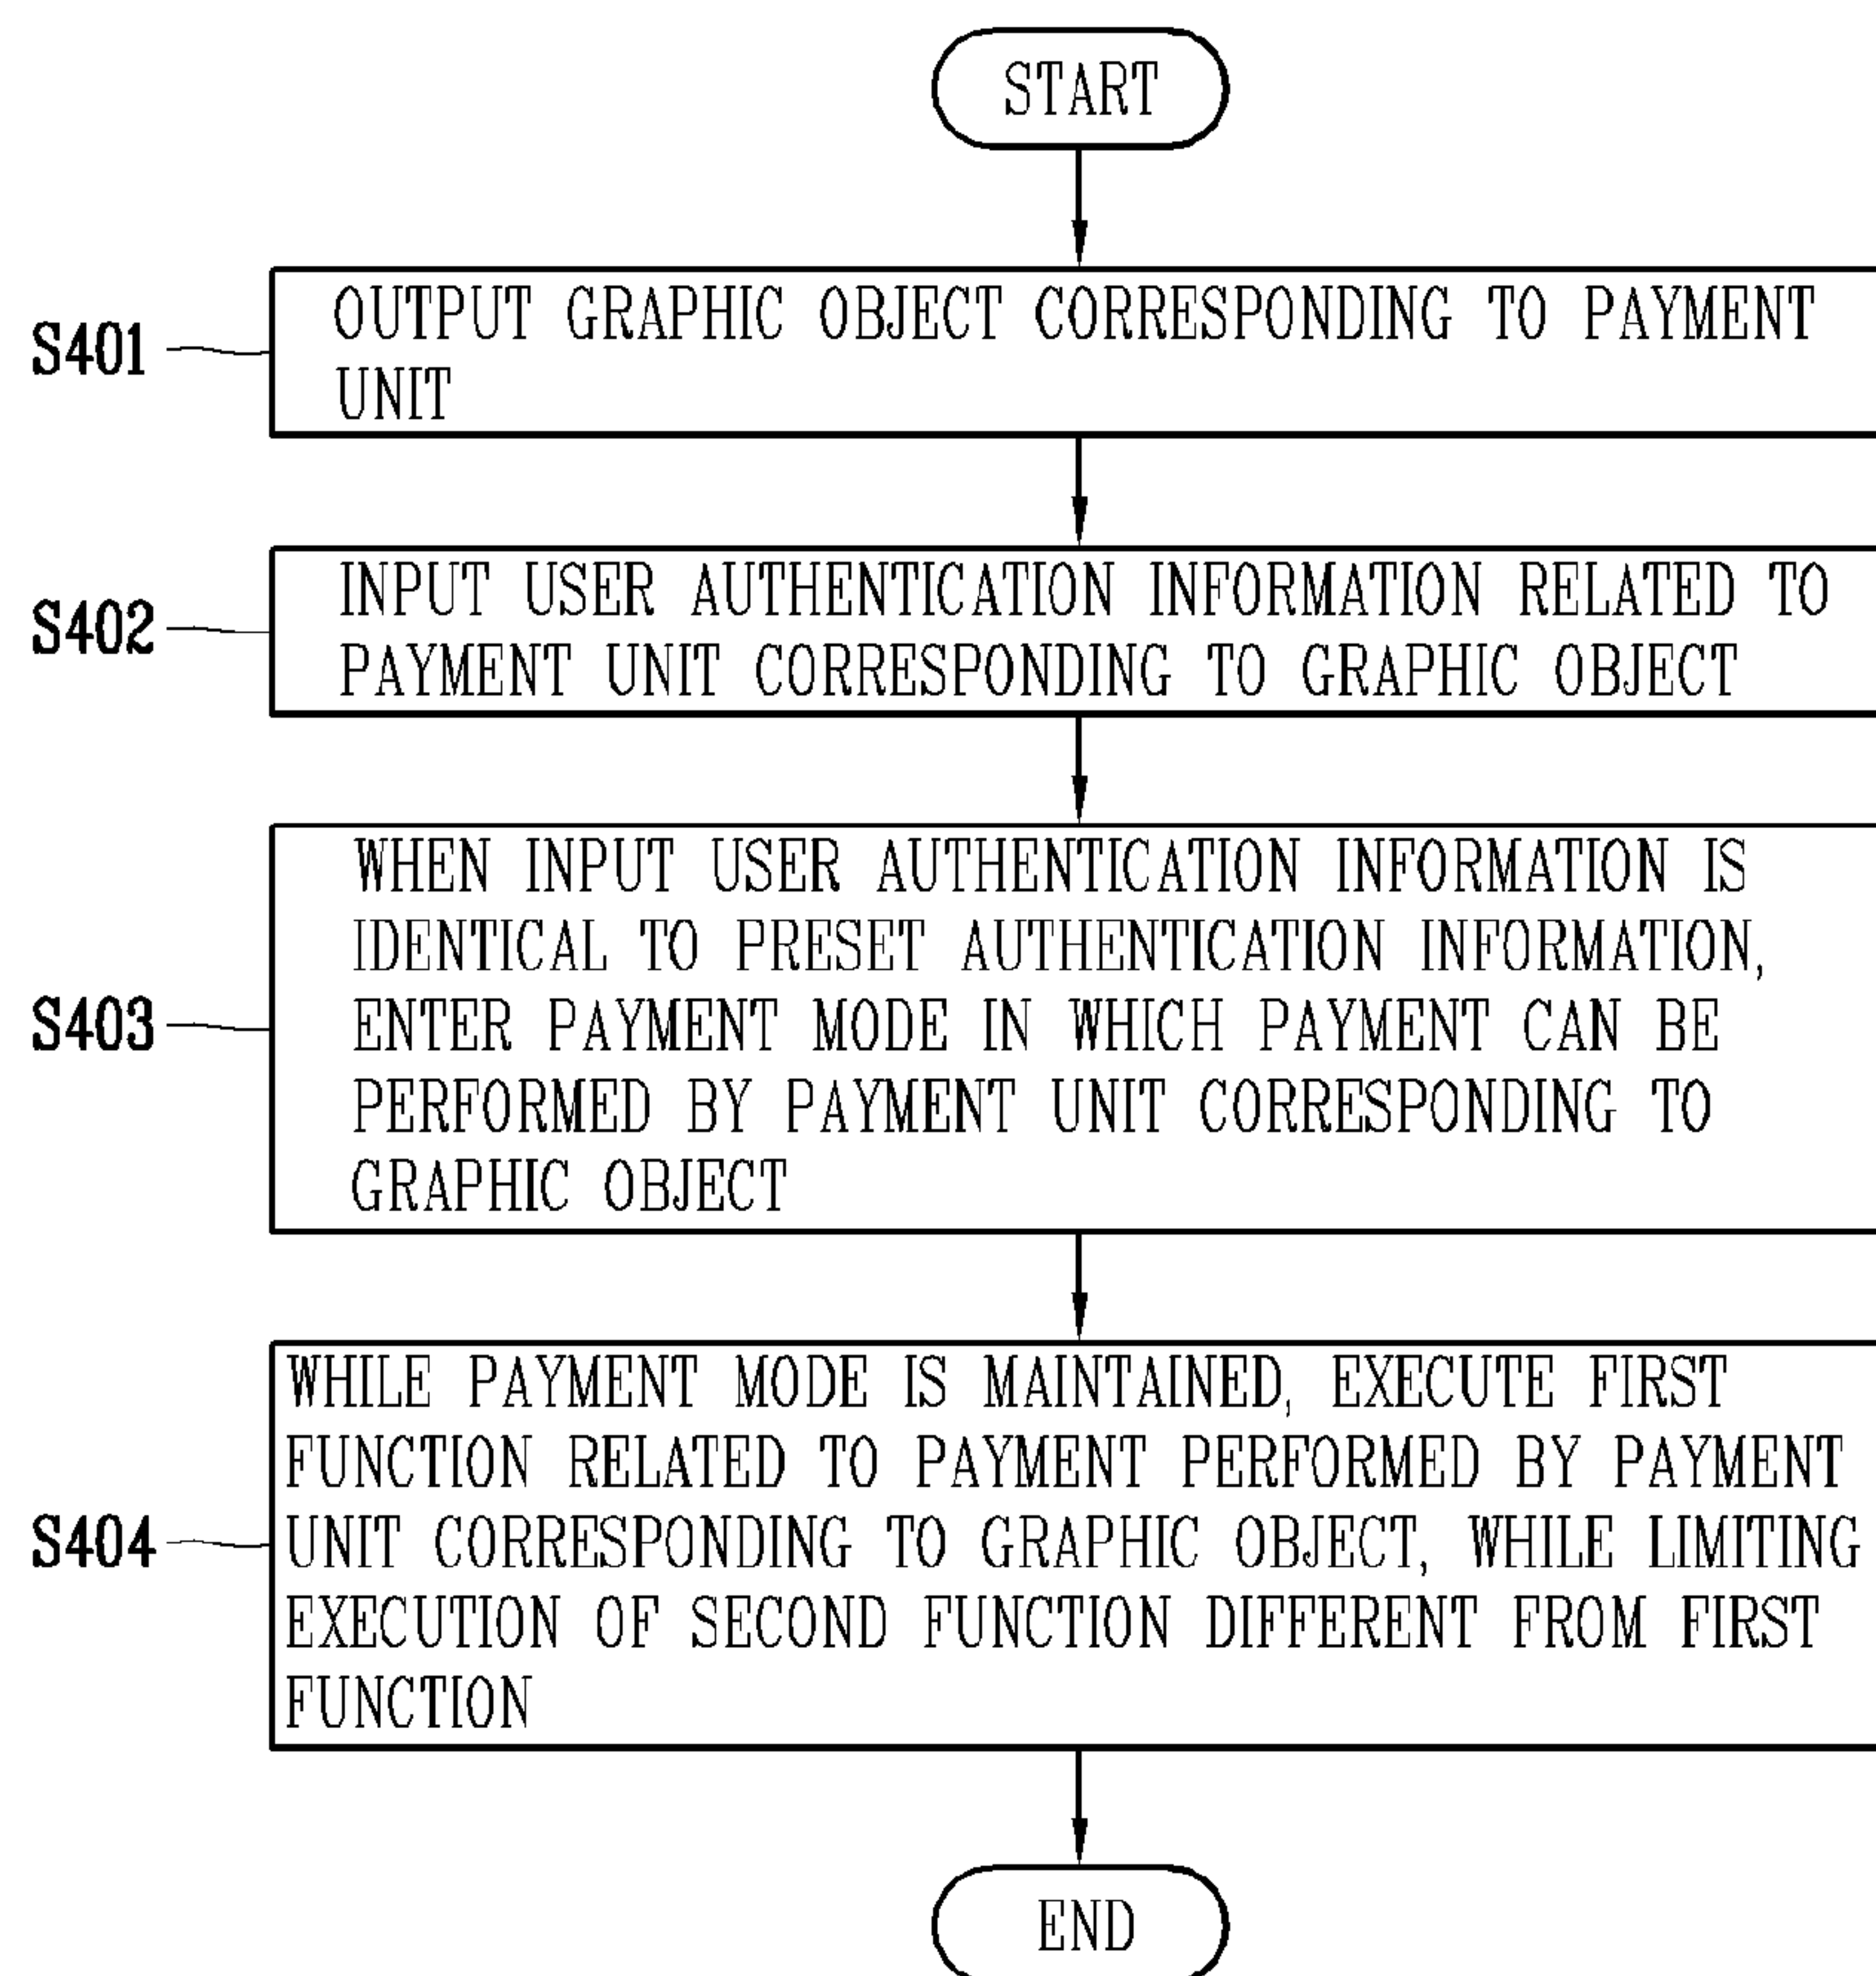 START
S401
OUTPUT GRAPHIC OBJECT CORRESPONDING TO PAYMENT
UNIT
S402
INPUT USER AUTHENTICATION INFORMATION RELATED TO
PAYMENT UNIT CORRESPONDING TO GRAPHIC OBJECT
S403
WHEN INPUT USER AUTHENTICATION INFORMATION IS
IDENTICAL TO PRESET AUTHENTICATION INFORMATION,
ENTER PAYMENT MODE IN WHICH PAYMENT CAN BE
PERFORMED BY PAYMENT UNIT CORRESPONDING TO
GRAPHIC OBJECT
S404
WHILE PAYMENT MODE IS MAINTAINED, EXECUTE FIRST
FUNCTION RELATED TO PAYMENT PERFORMED BY PAYMENT
UNIT CORRESPONDING TO GRAPHIC OBJECT, WHILE LIMITING
EXECUTION OF SECOND FUNCTION DIFFERENT FROM FIRST
FUNCTION
END